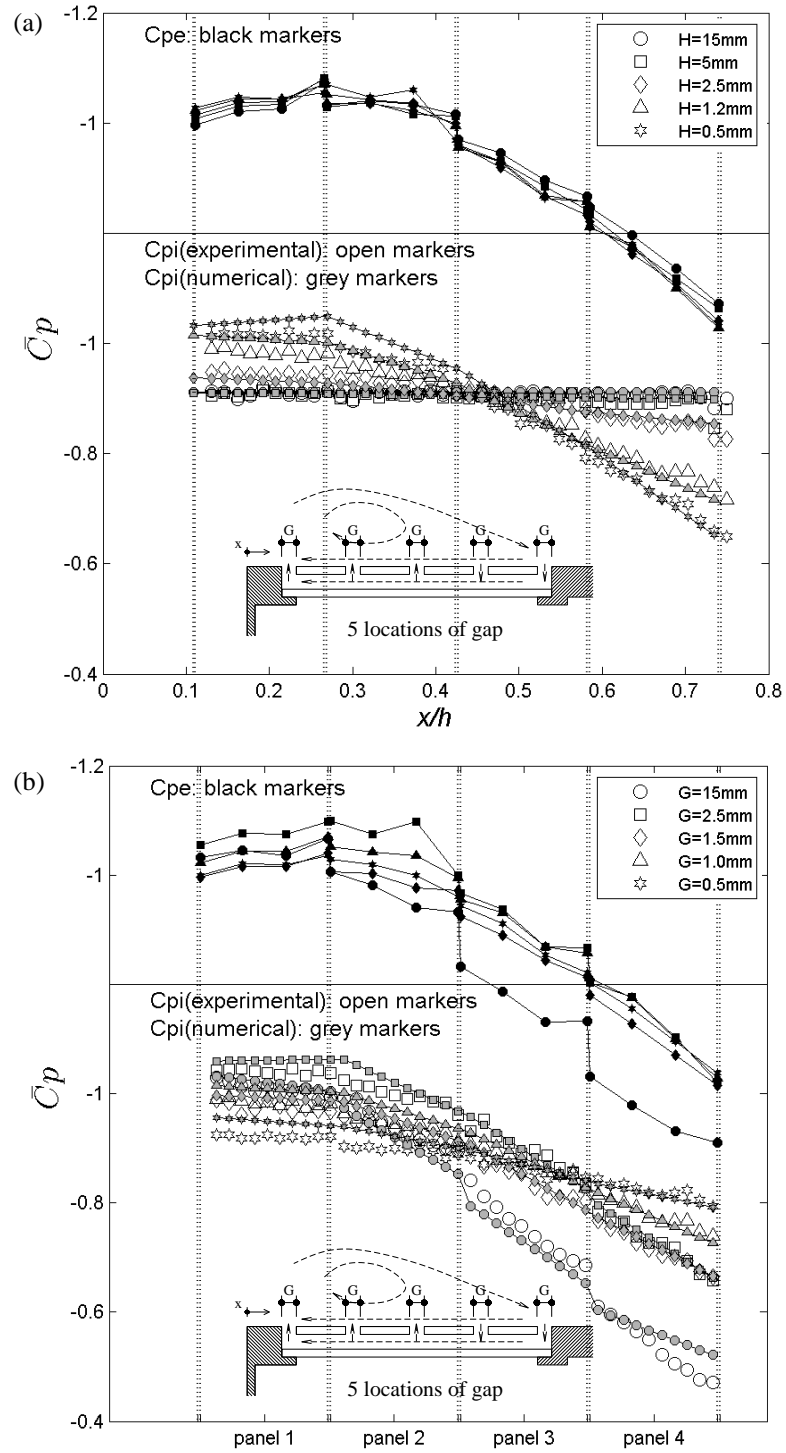 (a)
-1.2
Cpe: black markers
H=15mm
H=5mm
H=2.5mm
H=1.2mm
H=0.5mm
-1
Cpi(experimental): open markers
Cpi(numerical): grey markers
-1
C̄p
-0.8
G G G G G
x
-0.6
5 locations of gap
-0.4
0 0.1 0.2 0.3 0.4 0.5 0.6 0.7 0.8
x/h
(b)
-1.2
Cpe: black markers
G=15mm
G=2.5mm
G=1.5mm
G=1.0mm
G=0.5mm
-1
Cpi(experimental): open markers
Cpi(numerical): grey markers
-1
C̄p
-0.8
G G G G G
x
-0.6
5 locations of gap
-0.4
panel 1 panel 2 panel 3 panel 4